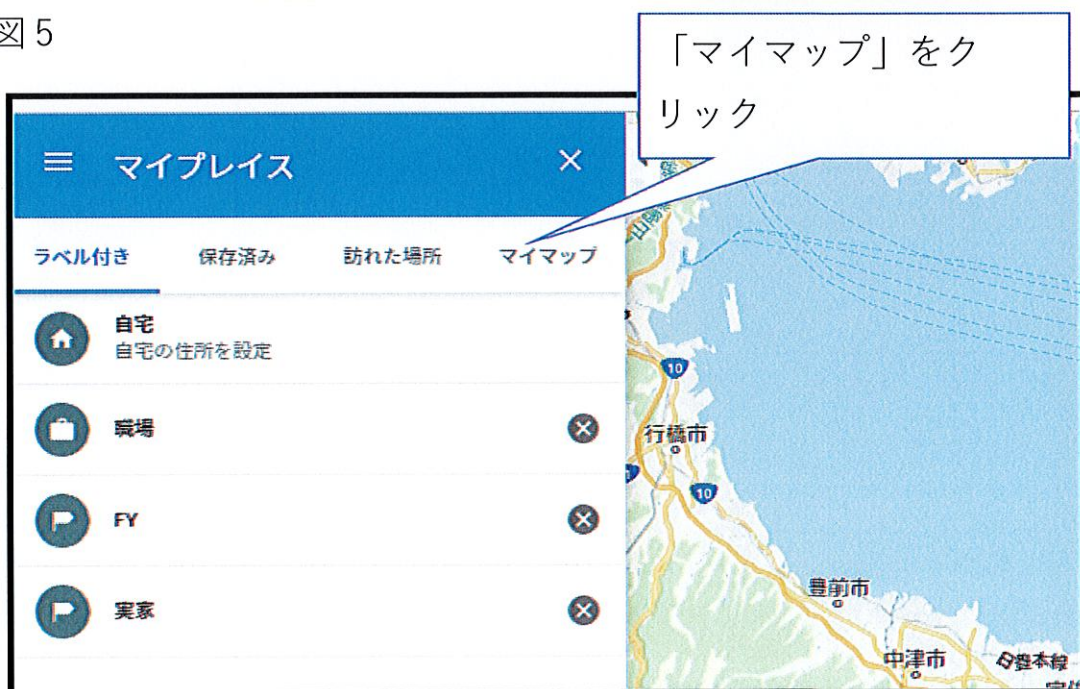 図5
「マイマップ」をク
リック
マイプレイス
ラベル付き 保存済み 訪れた場所 マイマップ
自宅
自宅の住所を設定
職場
FY
実家
10
行橋市
10
豊前市
中津市
日豊本線